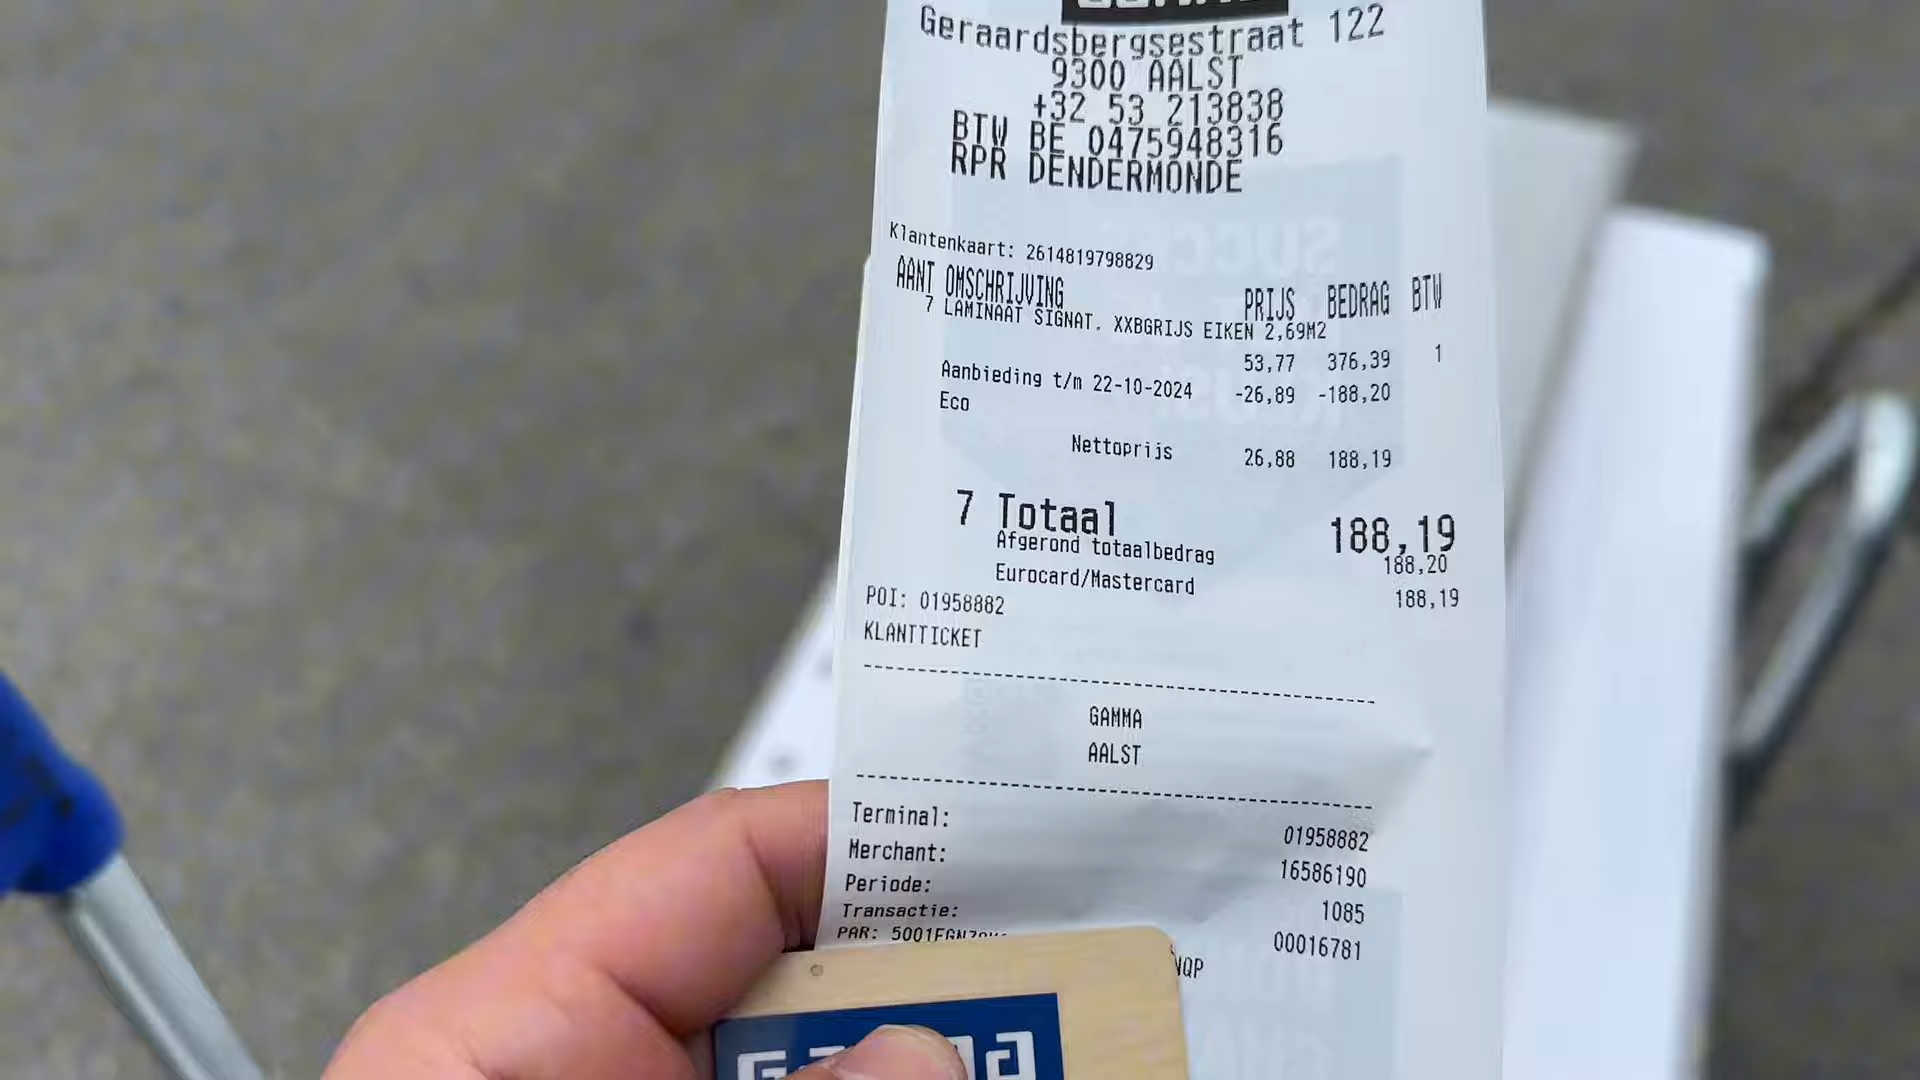 Geraardsbergsestraat 122
9300 AALST
+32 53 213838
BTW BE 0475948316
RPR DENDERMONDE
Klantenkaart: 2614819798829
AANT OMSCHRIJVING PRIJS BEDRAG BTW
7 LAMINAAT SIGNAT. XXBGRIJS EIKEN 2,69M2
53,77 376,39 1
Aanbieding t/m 22-10-2024 -26,89 -188,20
Eco
Nettoprijs 26,88 188,19
7 Totaal 188,19
Afgerond totaalbedrag 188,20
Eurocard/Mastercard 188,19
POI: 01958882
KLANTTICKET
GAMMA
AALST
Terminal: 01958882
Merchant: 16586190
Periode: 1085
Transactie: 00016781
PAR: